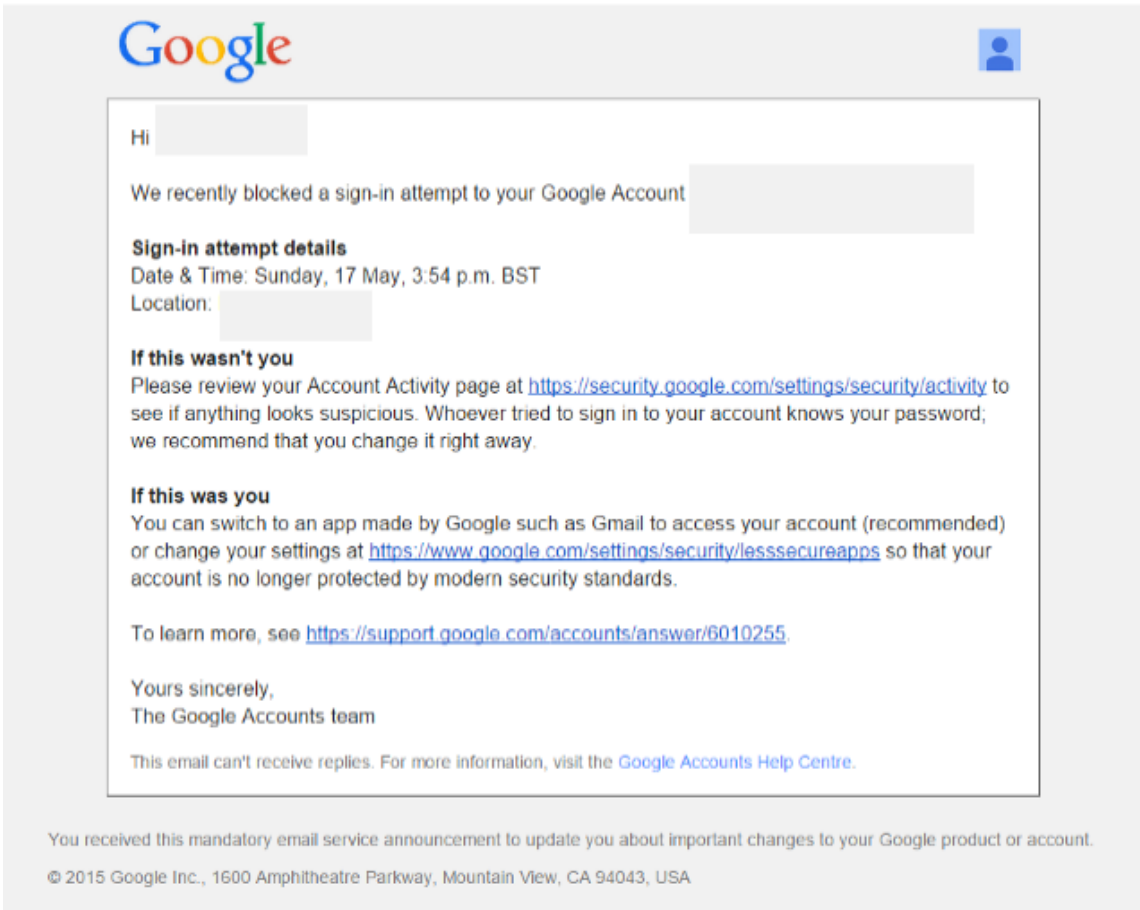 Google
Hi
We recently blocked a sign-in attempt to your Google Account
Sign-in attempt details
Date & Time: Sunday, 17 May, 3:54 p.m. BST
Location:
If this wasn't you
Please review your Account Activity page at https://security.google.com/settings/security/activity to
see if anything looks suspicious. Whoever tried to sign in to your account knows your password;
we recommend that you change it right away.
If this was you
You can switch to an app made by Google such as Gmail to access your account (recommended)
or change your settings at https://www.google.com/settings/security/lesssecureapps so that your
account is no longer protected by modern security standards.
To learn more, see https://support.google.com/accounts/answer/6010255.
Yours sincerely,
The Google Accounts team
This email can't receive replies. For more information, visit the Google Accounts Help Centre.
You received this mandatory email service announcement to update you about important changes to your Google product or account.
© 2015 Google Inc., 1600 Amphitheatre Parkway, Mountain View, CA 94043, USA